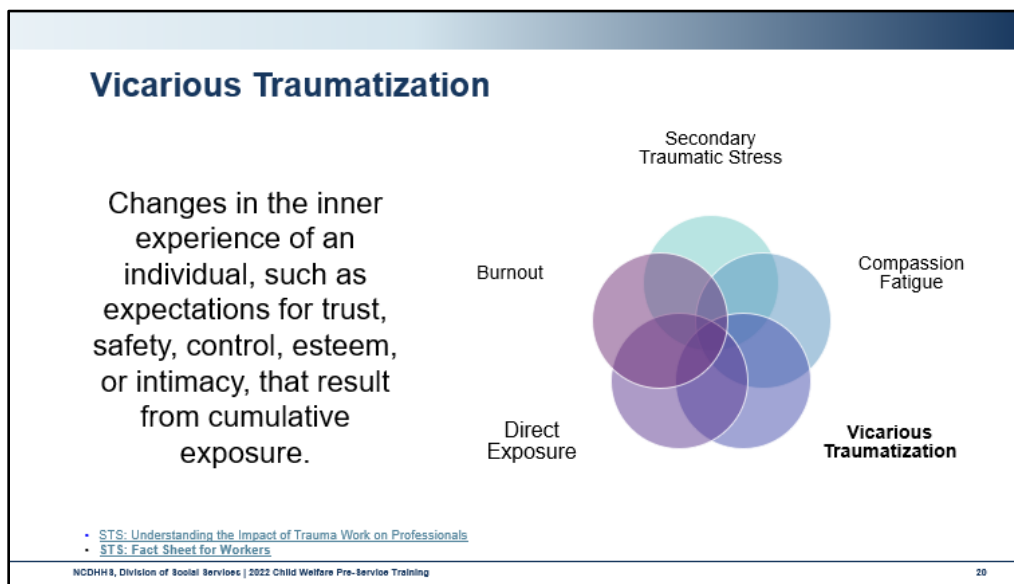 Vicarious Traumatization
Changes in the inner
experience of an
individual, such as
expectations for trust,
safety, control, esteem,
or intimacy, that result
from cumulative
exposure.
Secondary
Traumatic Stress
Burnout
Compassion
Fatigue
Direct
Exposure
Vicarious
Traumatization
• STS: Understanding the Impact of Trauma Work on Professionals
• STS: Fact Sheet for Workers
NCDHHS, Division of Social Services | 2022 Child Welfare Pre-Service Training
20